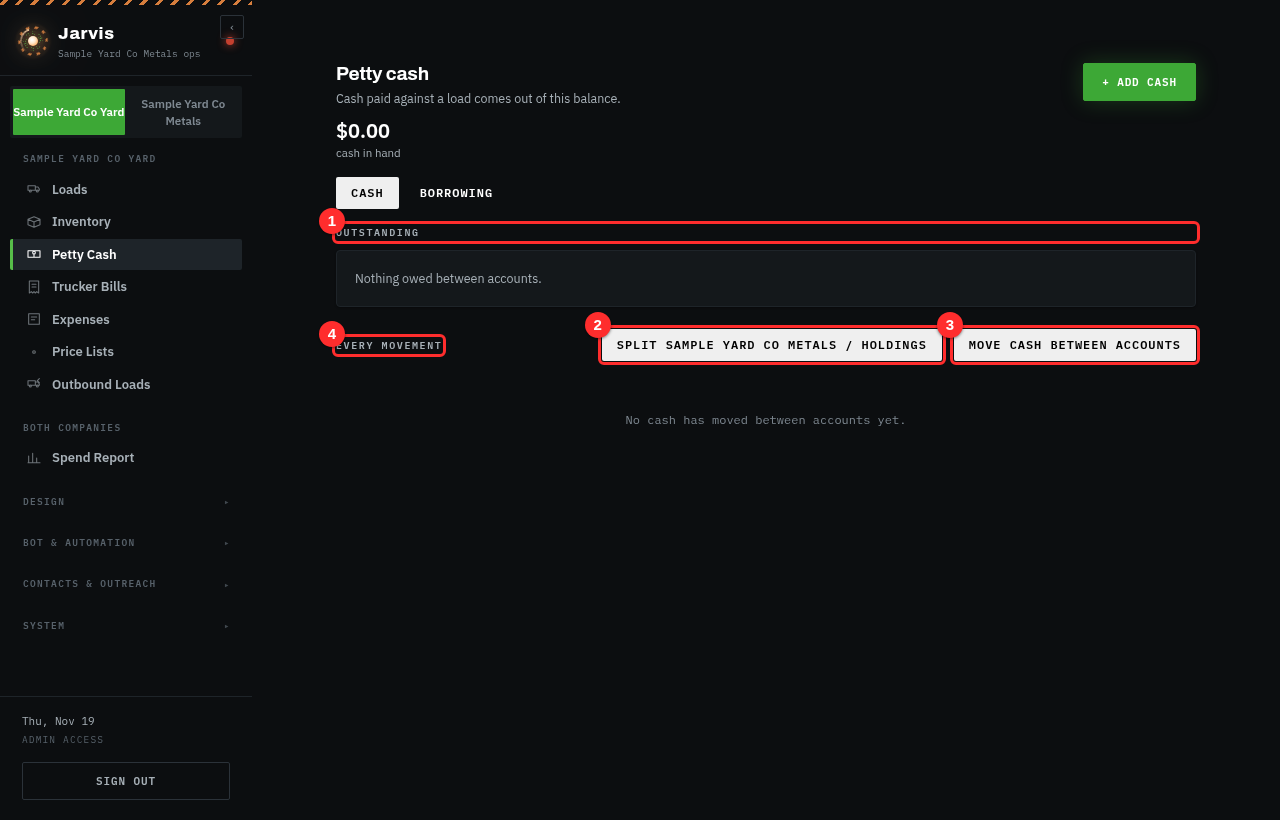 Jarvis
Sample Yard Co Metals ops
‹
Sample Yard Co Yard
Sample Yard Co
Metals
SAMPLE YARD CO YARD
Loads
Inventory
Petty Cash
Trucker Bills
Expenses
Price Lists
Outbound Loads
BOTH COMPANIES
Spend Report
DESIGN
BOT & AUTOMATION
CONTACTS & OUTREACH
SYSTEM
Thu, Nov 19
ADMIN ACCESS
SIGN OUT
Petty cash
Cash paid against a load comes out of this balance.
+ ADD CASH
$0.00
cash in hand
CASH
BORROWING
1
OUTSTANDING
Nothing owed between accounts.
4
EVERY MOVEMENT
2
SPLIT SAMPLE YARD CO METALS / HOLDINGS
3
MOVE CASH BETWEEN ACCOUNTS
No cash has moved between accounts yet.